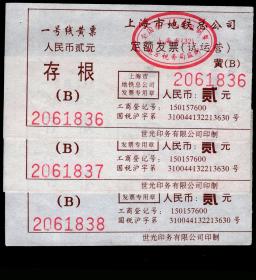 一号线黄票
人民币贰元
存根
(B)
2061836
上海市地铁总公司
定额发票(试运营)
黄(B)
2061836
上海市
地铁总公司
发票专用章
人民币:贰元
工商登记号:150157600
国税沪字第 310044132213630 号
世光印务有限公司印制
(B)
2061837
发票专用章
人民币:贰元
工商登记号:150157600
国税沪字第 310044132213630 号
世光印务有限公司印制
(B)
2061838
发票专用章
人民币:贰元
工商登记号:150157600
国税沪字第 310044132213630 号
世光印务有限公司印制